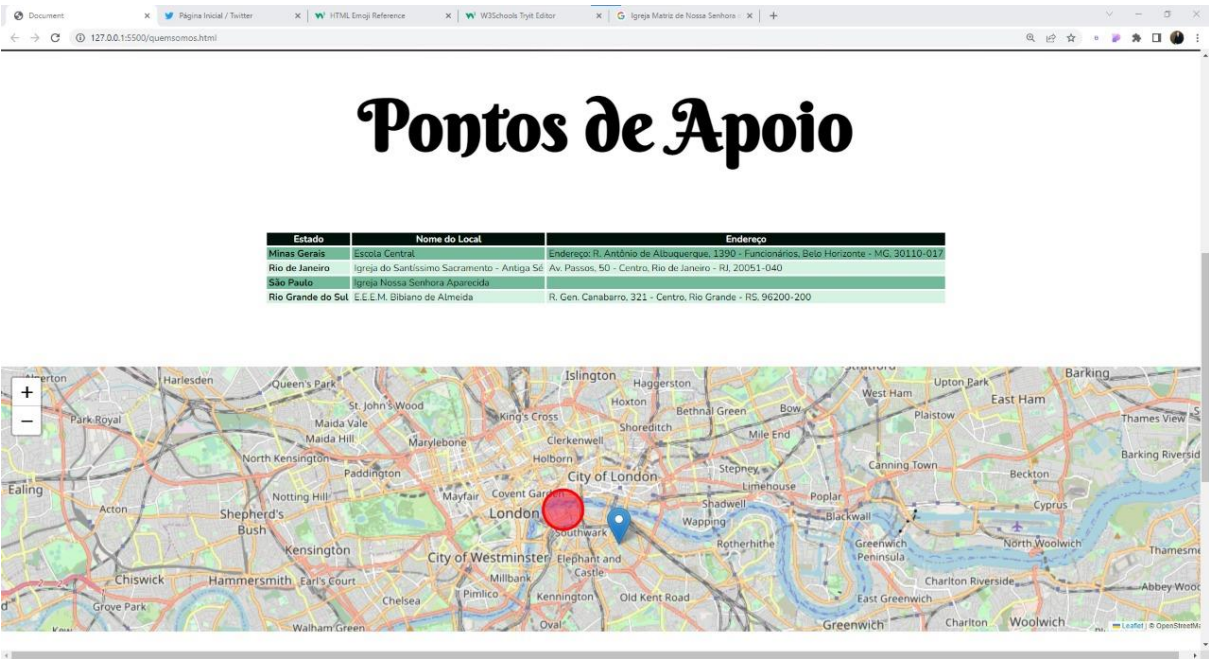 Document
Página Inicial / Twitter
HTML Emoji Reference
W3Schools Tryit Editor
Igreja Matriz de Nossa Senhora
127.0.0.1:5500/quemsomos.html
Pontos de Apoio
Estado Nome do Local Endereço
Minas Gerais Escola Central Endereço: R. Antônio de Albuquerque, 1390 - Funcionários, Belo Horizonte - MG, 30110-017
Rio de Janeiro Igreja do Santíssimo Sacramento - Antiga Sé Av. Passos, 50 - Centro, Rio de Janeiro - RJ, 20051-040
São Paulo Igreja Nossa Senhora Aparecida
Rio Grande do Sul E.E.E.M. Bibiano de Almeida R. Gen. Canabarro, 321 - Centro, Rio Grande - RS, 96200-200
+
−
Harlesden
Queen's Park
Islington
Haggerston
Barking
Upton Park
West Ham
East Ham
St. John's Wood
Hoxton
Park Royal
Maida Vale
King's Cross
Bethnal Green
Bow
Plaistow
Thames View
Shoreditch
Maida Hill
Marylebone
Clerkenwell
Mile End
North Kensington
Holborn
Barking Riversid
Paddington
City of London
Stepney
Canning Town
Beckton
Ealing
Notting Hill
Mayfair
Covent Garden
Limehouse
Poplar
Acton
Shepherd's Bush
London
Shadwell
Cyprus
Wapping
Blackwall
Southwark
Kensington
City of Westminster
Elephant and Castle
Rotherhithe
Greenwich Peninsula
North Woolwich
Thamesme
Chiswick
Hammersmith
Earl's Court
Millbank
Charlton Riverside
Abbey Wood
Grove Park
Chelsea
Pimlico
Kennington
Old Kent Road
East Greenwich
Walham Green
Oval
Greenwich
Charlton
Woolwich
Leaflet | © OpenStreetMa